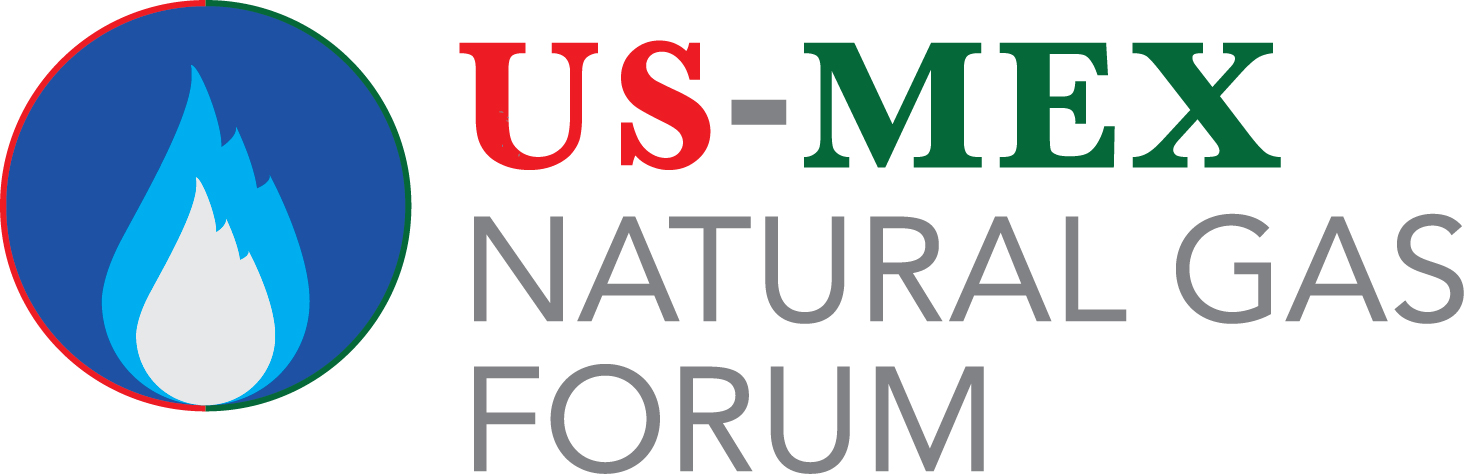 US-MEX
NATURAL GAS
FORUM